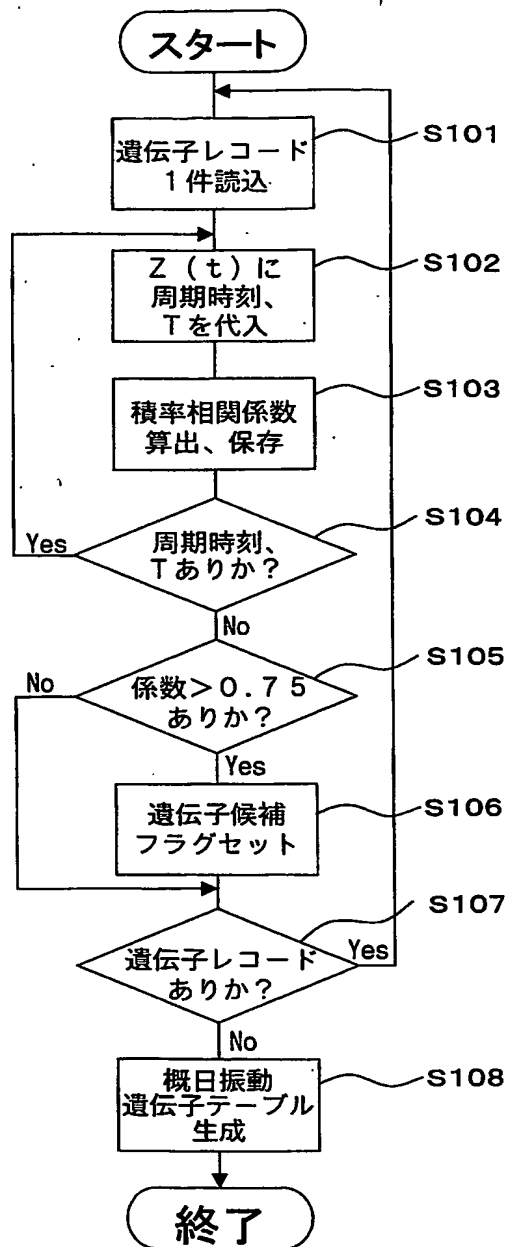 スタート
遺伝子レコード
1件読込
S101
Z(t)に
周期時刻、
Tを代入
S102
積率相関係数
算出、保存
S103
周期時刻、
Tありか?
S104
Yes
No
係数>0.75
ありか?
S105
No
Yes
遺伝子候補
フラグセット
S106
遺伝子レコード
ありか?
S107
Yes
No
概日振動
遺伝子テーブル
生成
S108
終了